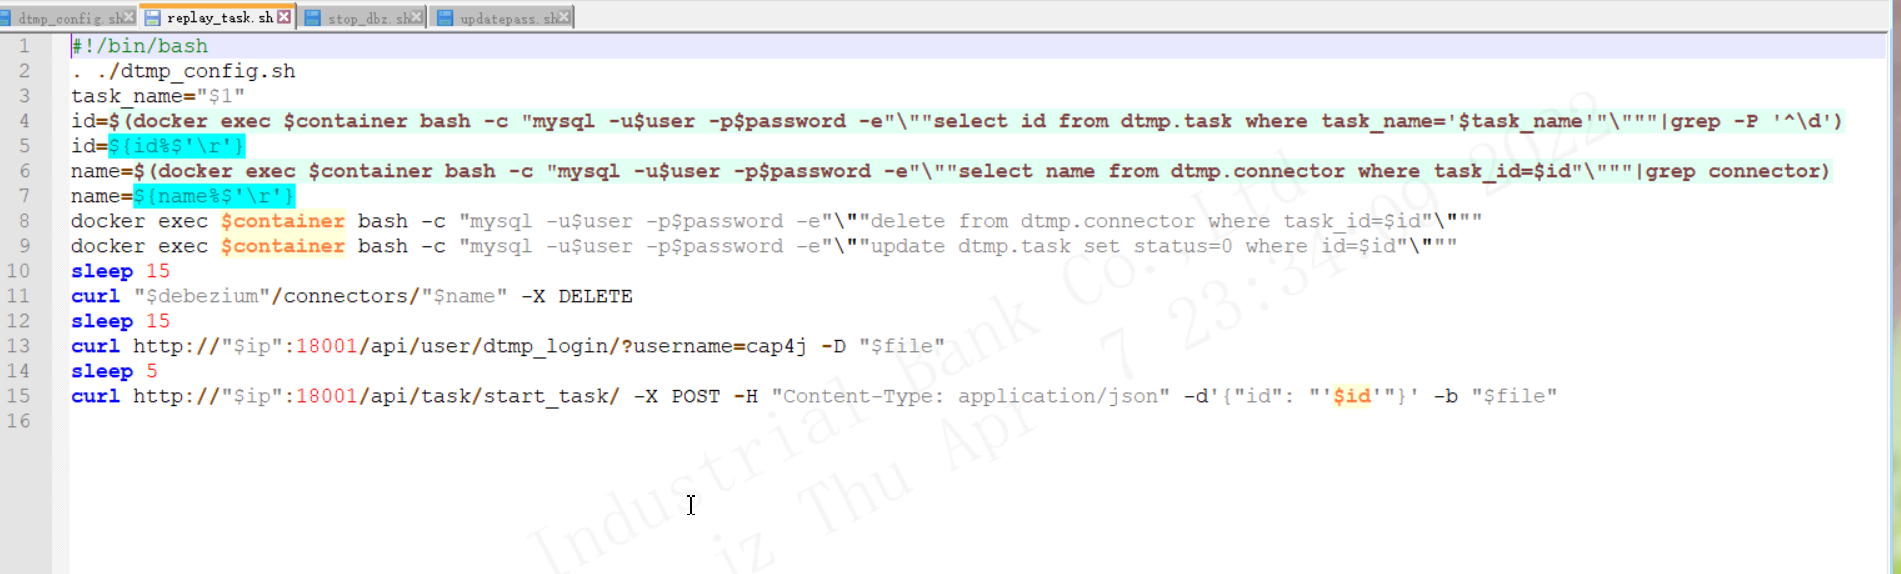 dtmp_config.sh replay_task.sh stop_dbz.sh updatepass.sh
1 #!/bin/bash
2 . ./dtmp_config.sh
3 task_name="$1"
4 id=$(docker exec $container bash -c "mysql -u$user -p$password -e"\""select id from dtmp.task where task_name='$task_name'"\"""|grep -P '^\d')
5 id=${id%$'\r'}
6 name=$(docker exec $container bash -c "mysql -u$user -p$password -e"\""select name from dtmp.connector where task_id=$id"\"""|grep connector)
7 name=${name%$'\r'}
8 docker exec $container bash -c "mysql -u$user -p$password -e"\""delete from dtmp.connector where task_id=$id"\"""
9 docker exec $container bash -c "mysql -u$user -p$password -e"\""update dtmp.task set status=0 where id=$id"\"""
10 sleep 15
11 curl "$debezium"/connectors/"$name" -X DELETE
12 sleep 15
13 curl http://"$ip":18001/api/user/dtmp_login/?username=cap4j -D "$file"
14 sleep 5
15 curl http://"$ip":18001/api/task/start_task/ -X POST -H "Content-Type: application/json" -d'{"id": "'$id'"}' -b "$file"
16
Industrial Bank Co., Ltd
iz Thu Apr 7 23:34:09 2022